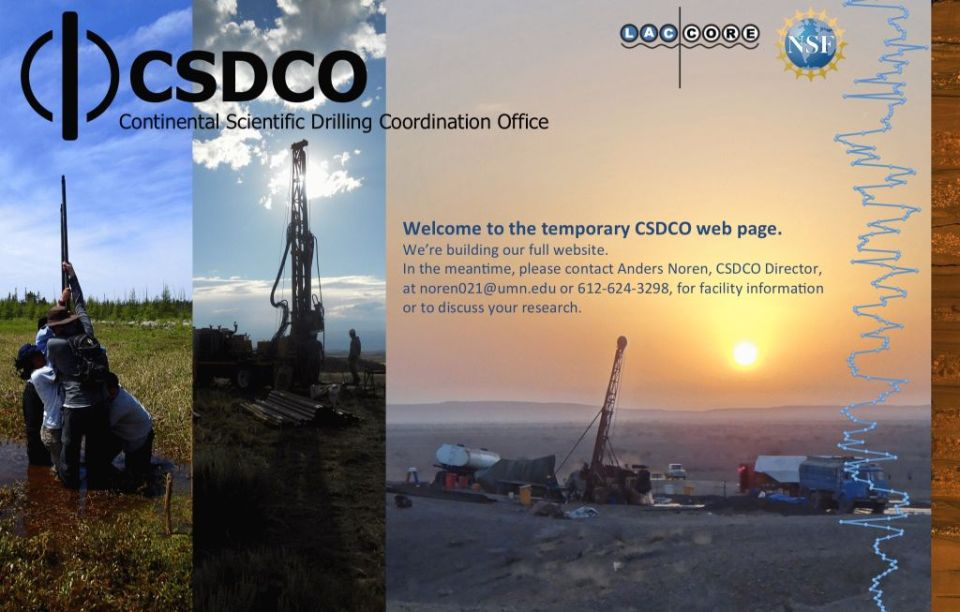 CSDCO
Continental Scientific Drilling Coordination Office
LACCORE
NSF
Welcome to the temporary CSDCO web page.
We're building our full website.
In the meantime, please contact Anders Noren, CSDCO Director,
at noren021@umn.edu or 612-624-3298, for facility information
or to discuss your research.